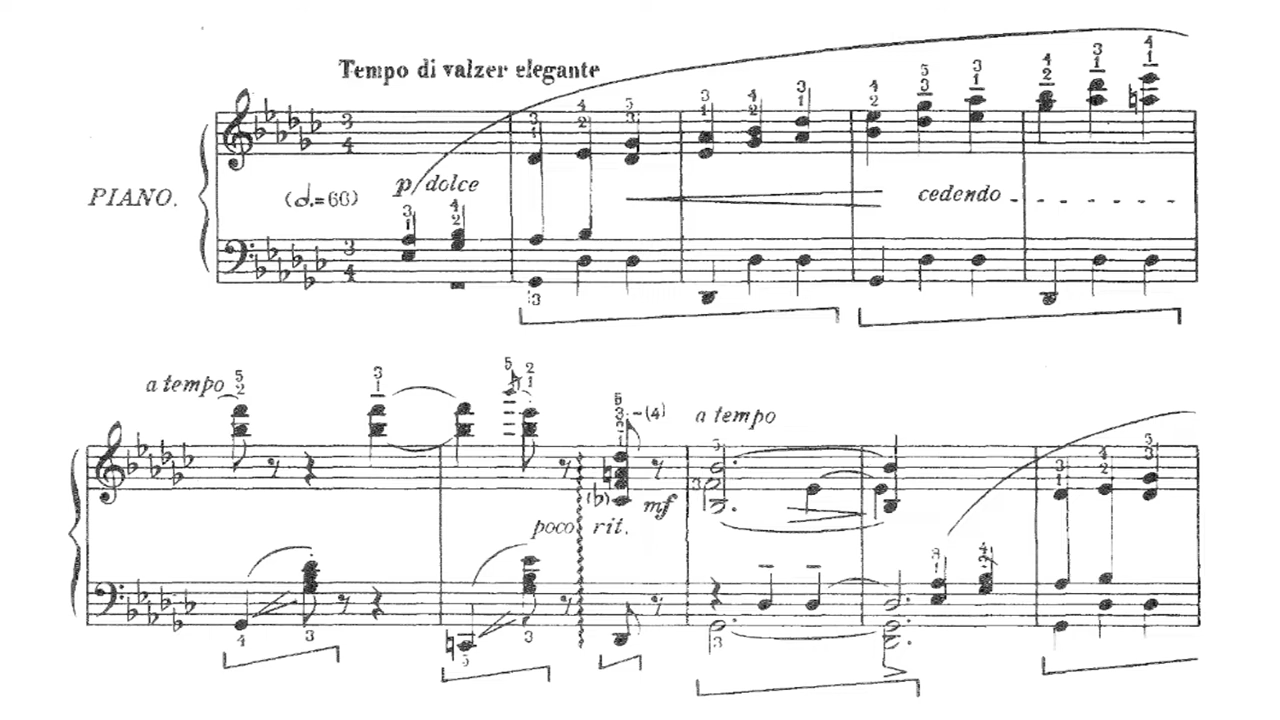 Tempo di valzer elegante
PIANO.
(𝅗𝅥.=60)
p dolce
cedendo
a tempo
poco rit.
mf
a tempo